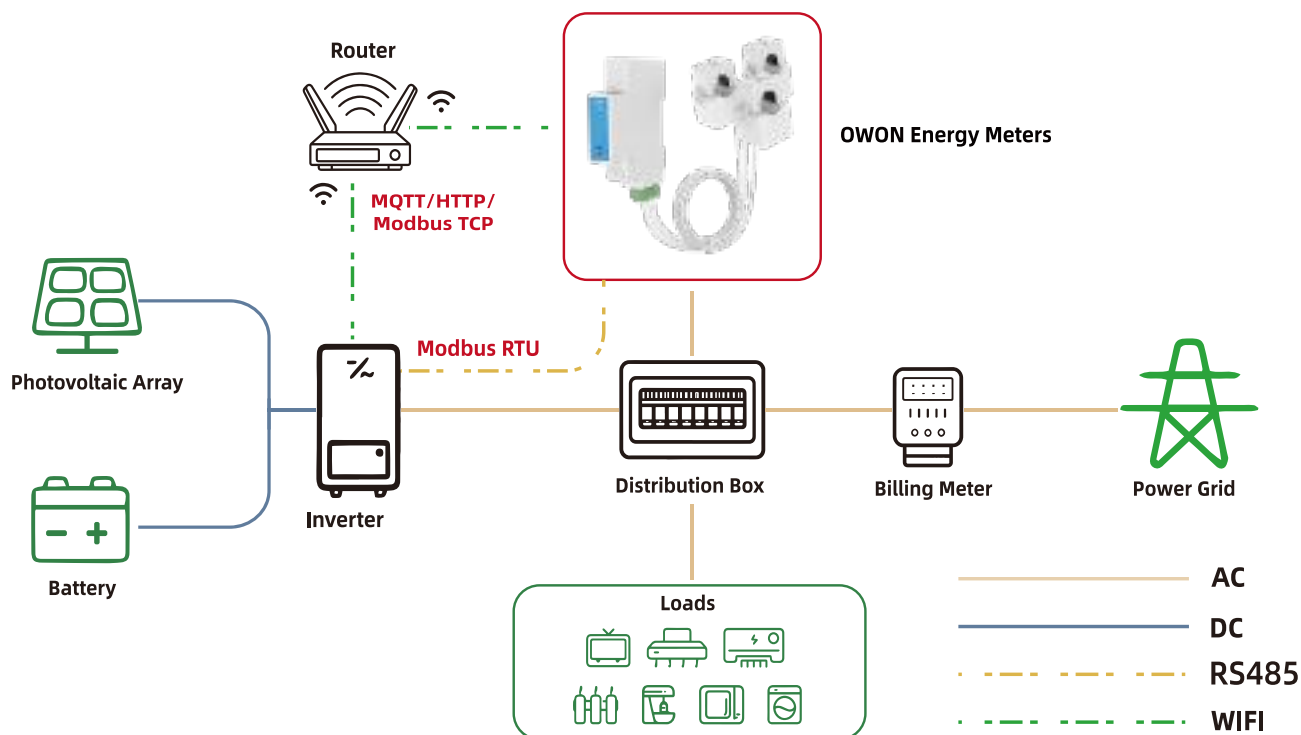 Router
OWON Energy Meters
MQTT/HTTP/
Modbus TCP
Modbus RTU
Photovoltaic Array
Inverter
Distribution Box
Billing Meter
Power Grid
Battery
Loads
AC
DC
RS485
WIFI